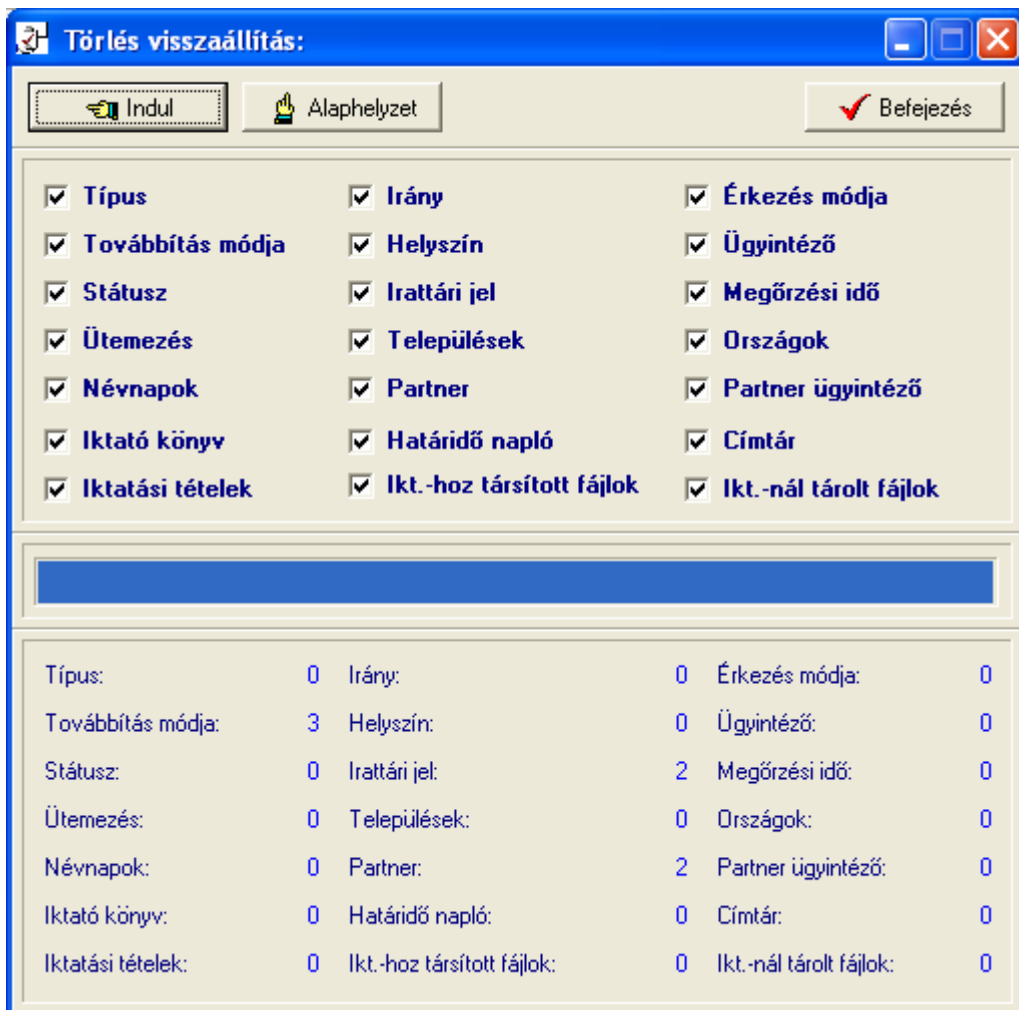 Törlés visszaállítás:
Indul Alaphelyzet Befejezés
Típus Irány Érkezés módja
Továbbítás módja Helyszín Ügyintéző
Státusz Irattári jel Megőrzési idő
Ütemezés Települések Országok
Névnapok Partner Partner ügyintéző
Iktató könyv Határidő napló Címtár
Iktatási tételek Ikt.-hoz társított fájlok Ikt.-nál tárolt fájlok
Típus: 0 Irány: 0 Érkezés módja: 0
Továbbítás módja: 3 Helyszín: 0 Ügyintéző: 0
Státusz: 0 Irattári jel: 2 Megőrzési idő: 0
Ütemezés: 0 Települések: 0 Országok: 0
Névnapok: 0 Partner: 2 Partner ügyintéző: 0
Iktató könyv: 0 Határidő napló: 0 Címtár: 0
Iktatási tételek: 0 Ikt.-hoz társított fájlok: 0 Ikt.-nál tárolt fájlok: 0